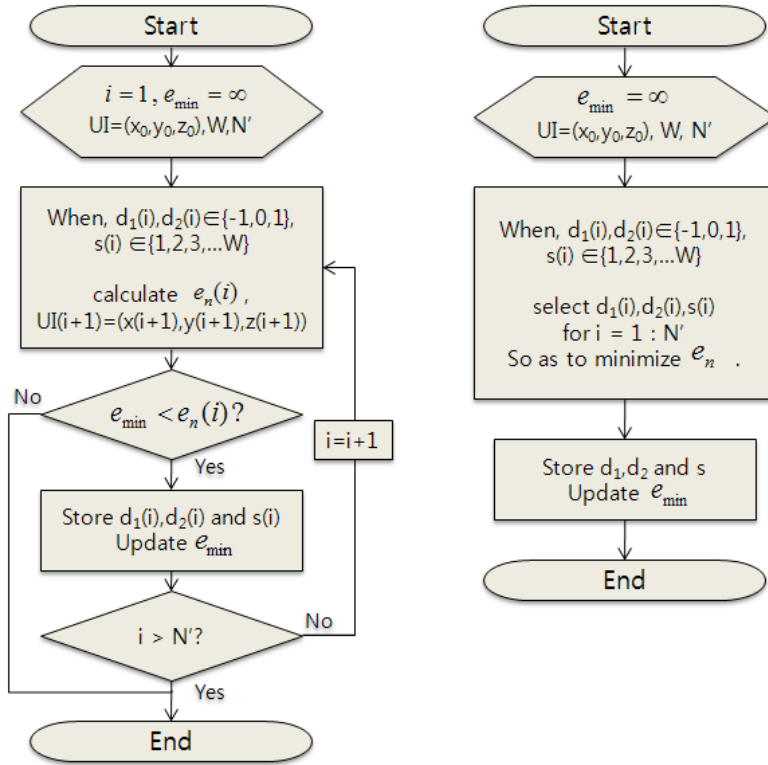 Start
i = 1, e_min = ∞
UI=(x₀,y₀,z₀),W,N'
When, d₁(i),d₂(i)∈{-1,0,1},
s(i) ∈{1,2,3,...W}
calculate e_n(i) ,
UI(i+1)=(x(i+1),y(i+1),z(i+1))
No
e_min < e_n(i)?
i=i+1
Yes
Store d₁(i),d₂(i) and s(i)
Update e_min
i > N'?
No
Yes
End
Start
e_min = ∞
UI=(x₀,y₀,z₀), W, N'
When, d₁(i),d₂(i)∈{-1,0,1},
s(i) ∈{1,2,3,...W}
select d₁(i),d₂(i),s(i)
for i = 1 : N'
So as to minimize e_n .
Store d₁,d₂ and s
Update e_min
End